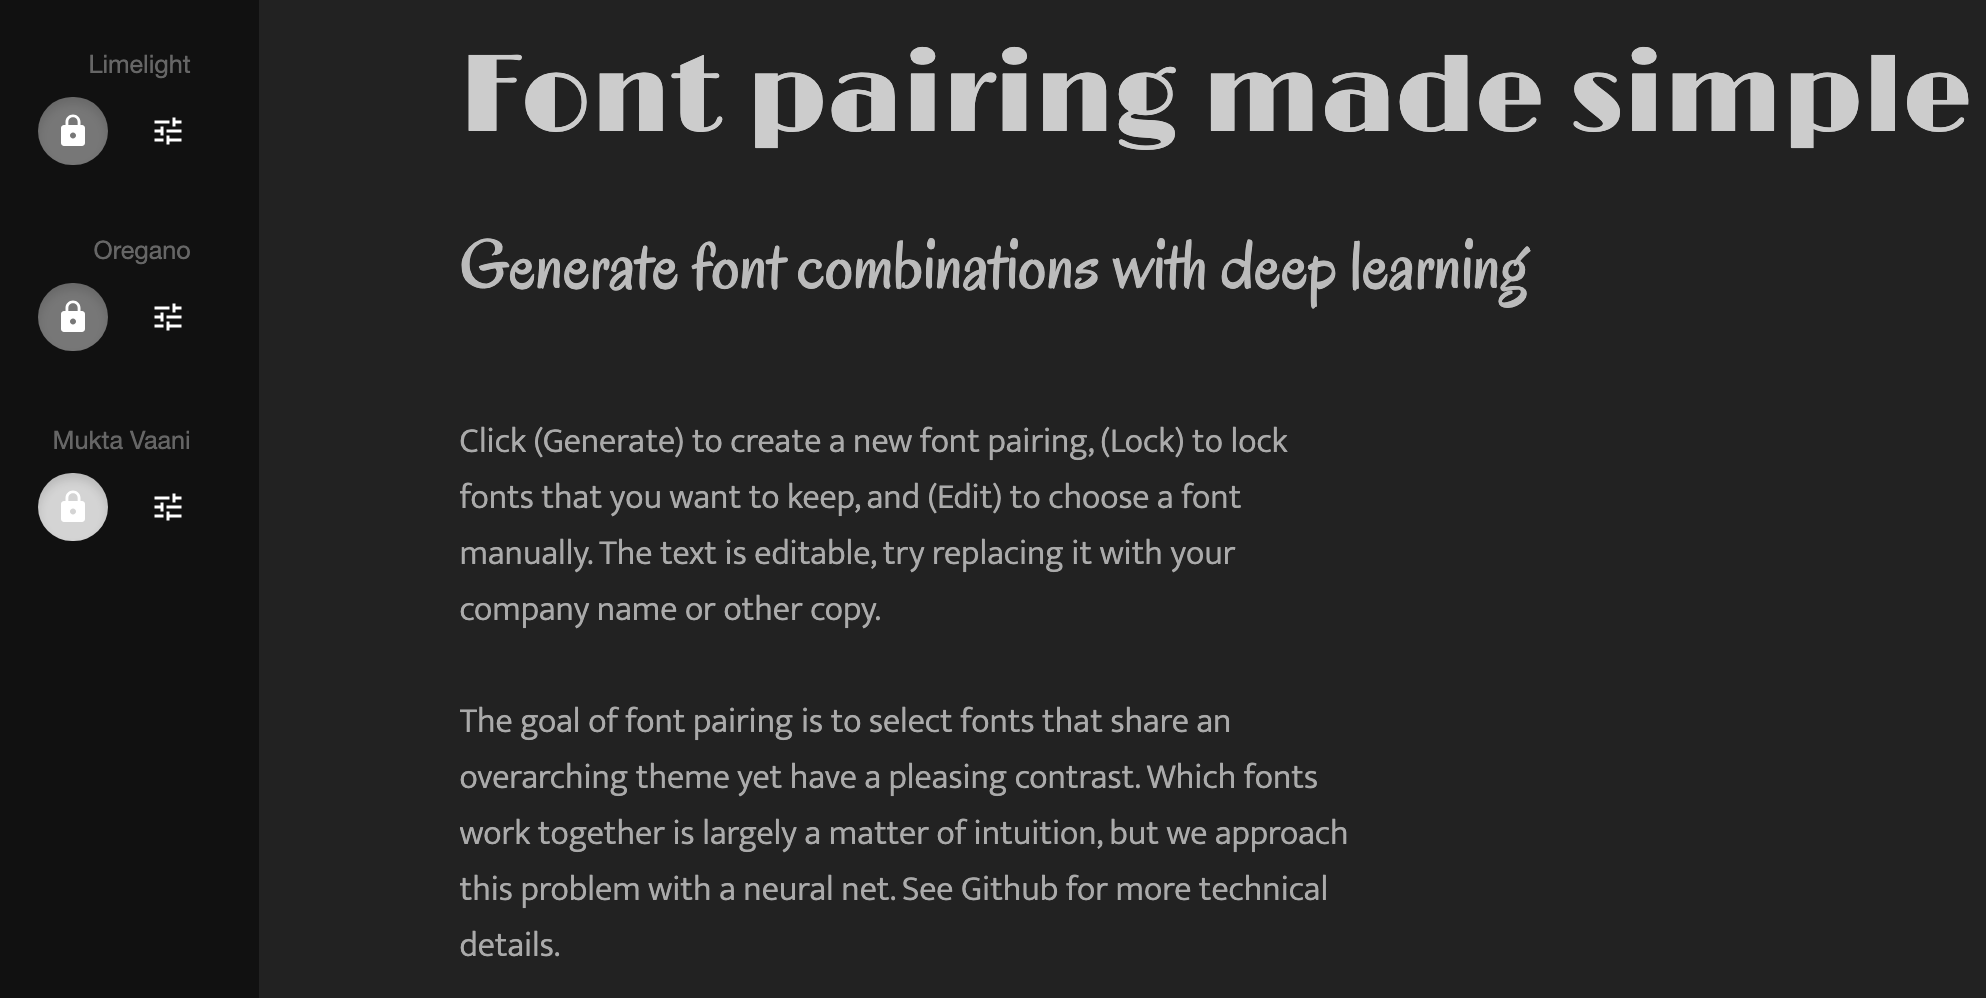 Limelight
Font pairing made simple
Oregano
Generate font combinations with deep learning
Mukta Vaani
Click (Generate) to create a new font pairing, (Lock) to lock
fonts that you want to keep, and (Edit) to choose a font
manually. The text is editable, try replacing it with your
company name or other copy.
The goal of font pairing is to select fonts that share an
overarching theme yet have a pleasing contrast. Which fonts
work together is largely a matter of intuition, but we approach
this problem with a neural net. See Github for more technical
details.